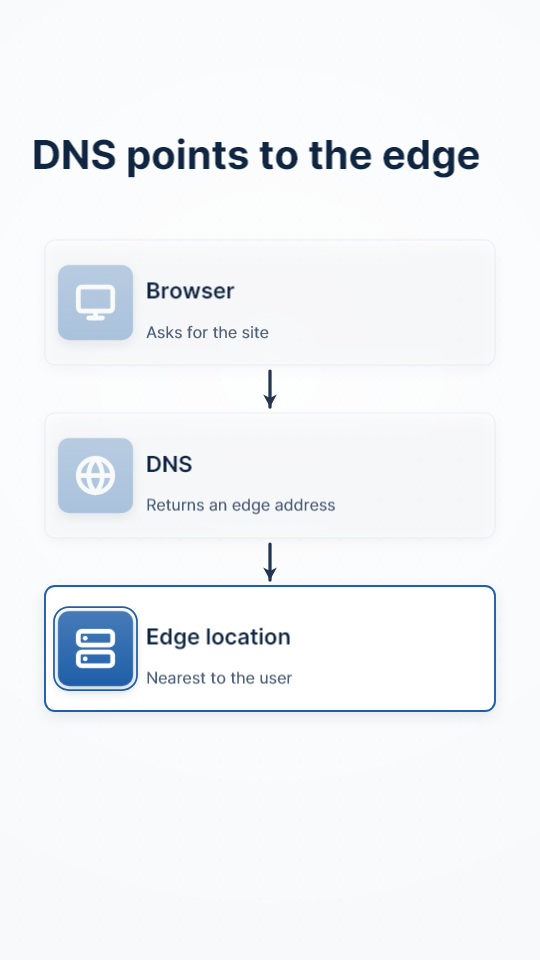 DNS points to the edge
Browser
Asks for the site
DNS
Returns an edge address
Edge location
Nearest to the user